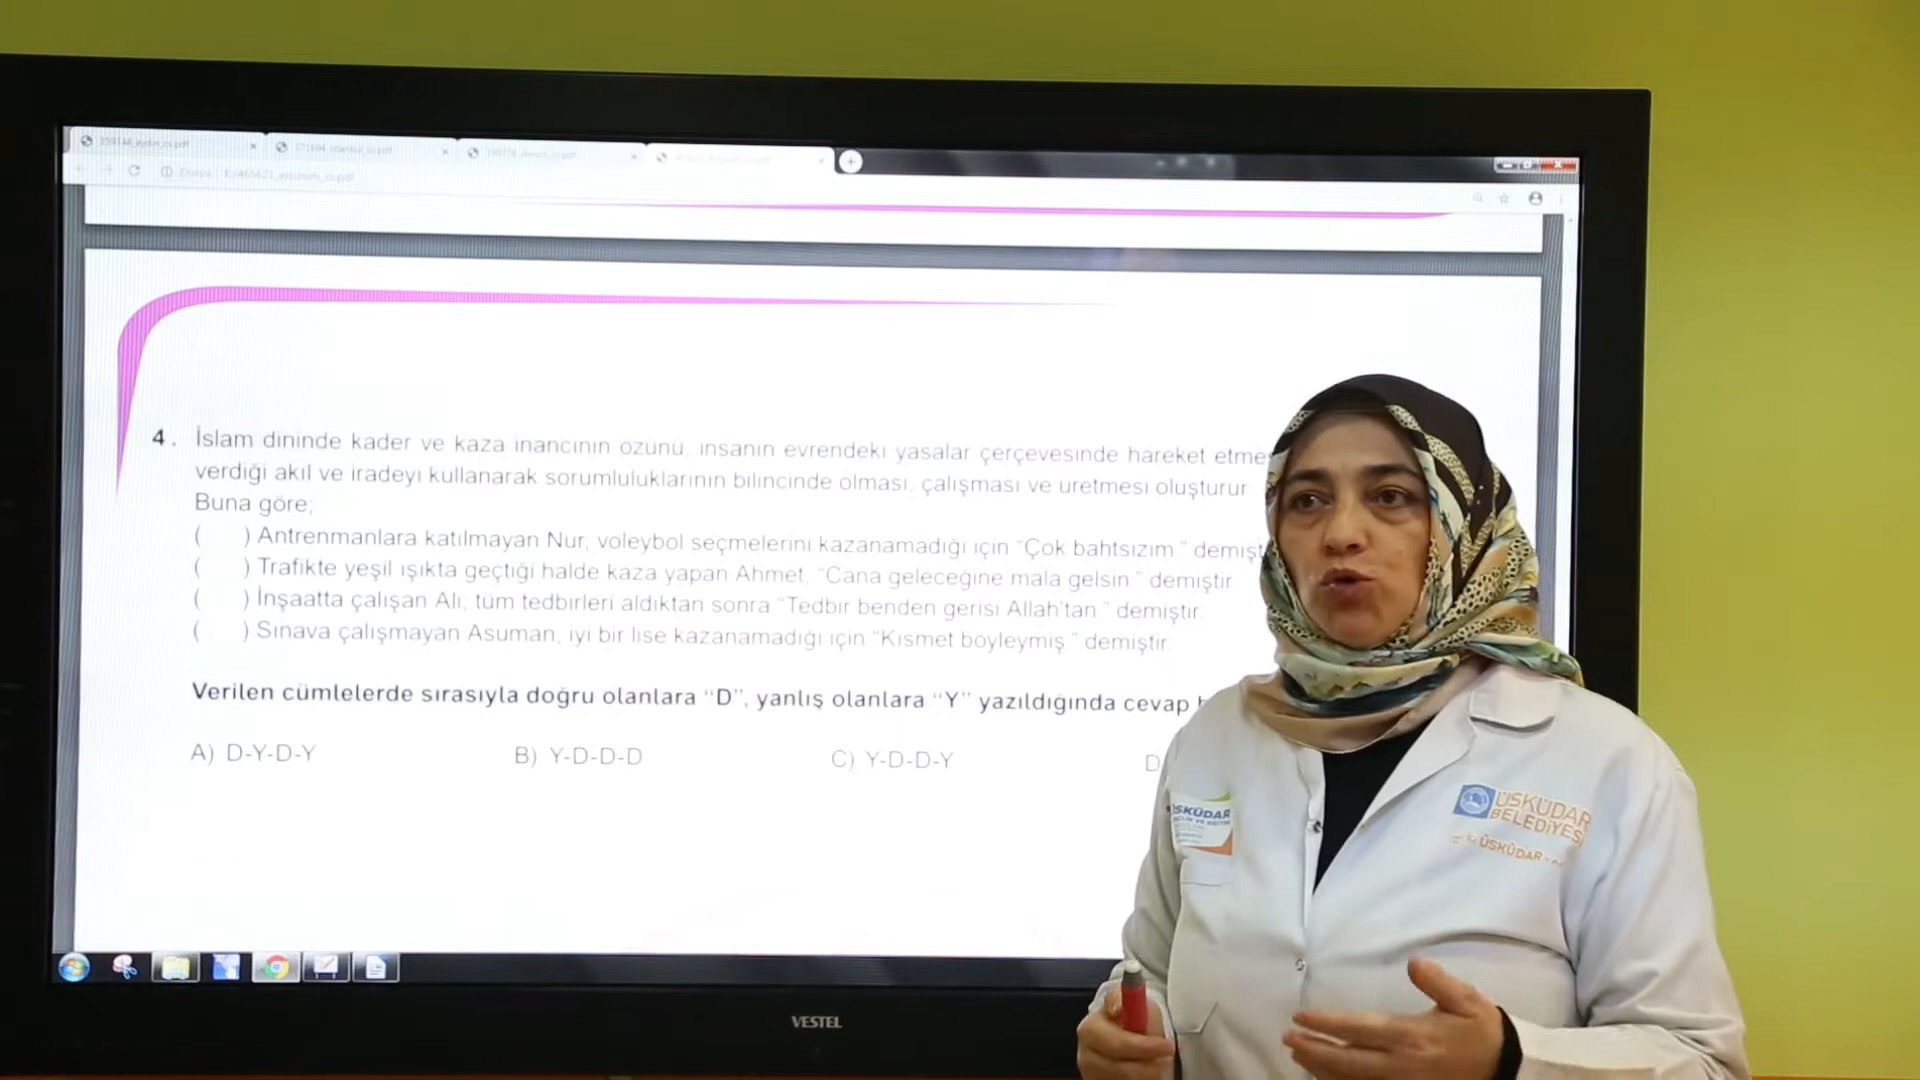 4. İslam dininde kader ve kaza inancının özünü, insanın evrendeki yasalar çerçevesinde hareket
verdiği akıl ve iradeyi kullanarak sorumluluklarının bilincinde olması, çalışması ve üretmesi oluşturur
Buna göre;
( ) Antrenmanlara katılmayan Nur, voleybol seçmelerini kazanamadığı için "Çok bahtsızım." demişt
( ) Trafikte yeşil ışıkta geçtiği halde kaza yapan Ahmet, "Cana geleceğine mala gelsin." demiştir
( ) İnşaatta çalışan Ali, tüm tedbirleri aldıktan sonra "Tedbir benden gerisi Allah'tan." demiştir.
( ) Sınava çalışmayan Asuman, iyi bir lise kazanamadığı için "Kısmet böyleymiş." demiştir.
Verilen cümlelerde sırasıyla doğru olanlara "D", yanlış olanlara "Y" yazıldığında cevap
A) D-Y-D-Y B) Y-D-D-D C) Y-D-D-Y D
ÜSKÜDAR
BELEDİYESİ
ÜSKÜDAR
SKÜDAR
VESTEL